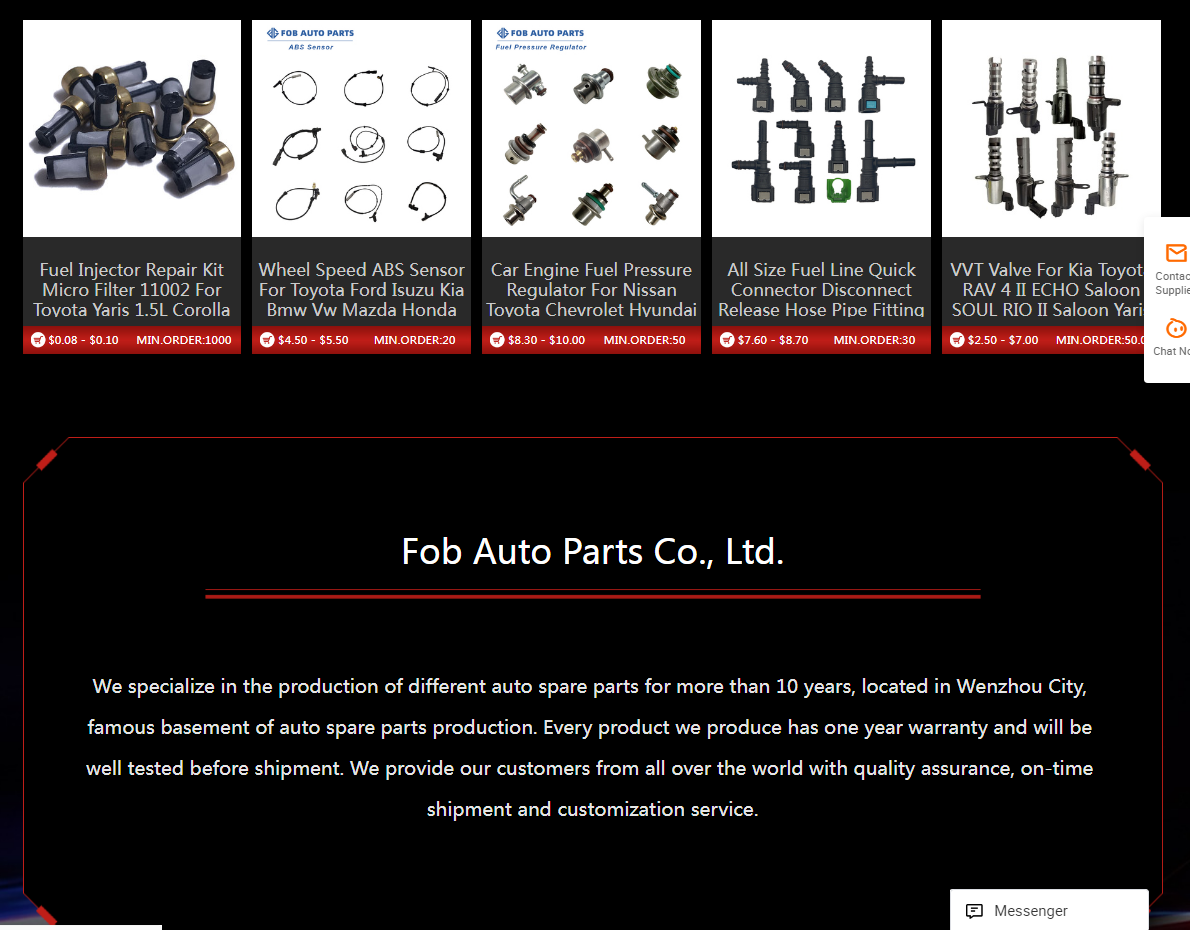 FOB AUTO PARTS
ABS Sensor
FOB AUTO PARTS
Fuel Pressure Regulator
Fuel Injector Repair Kit
Micro Filter 11002 For
Toyota Yaris 1.5L Corolla
$0.08 - $0.10 MIN.ORDER:1000
Wheel Speed ABS Sensor
For Toyota Ford Isuzu Kia
Bmw Vw Mazda Honda
$4.50 - $5.50 MIN.ORDER:20
Car Engine Fuel Pressure
Regulator For Nissan
Toyota Chevrolet Hyundai
$8.30 - $10.00 MIN.ORDER:50
All Size Fuel Line Quick
Connector Disconnect
Release Hose Pipe Fitting
$7.60 - $8.70 MIN.ORDER:30
VVT Valve For Kia Toyot
RAV 4 II ECHO Saloon
SOUL RIO II Saloon Yaris
$2.50 - $7.00 MIN.ORDER:50.0
Contac
Supplie
Chat No
Fob Auto Parts Co., Ltd.
We specialize in the production of different auto spare parts for more than 10 years, located in Wenzhou City,
famous basement of auto spare parts production. Every product we produce has one year warranty and will be
well tested before shipment. We provide our customers from all over the world with quality assurance, on-time
shipment and customization service.
Messenger